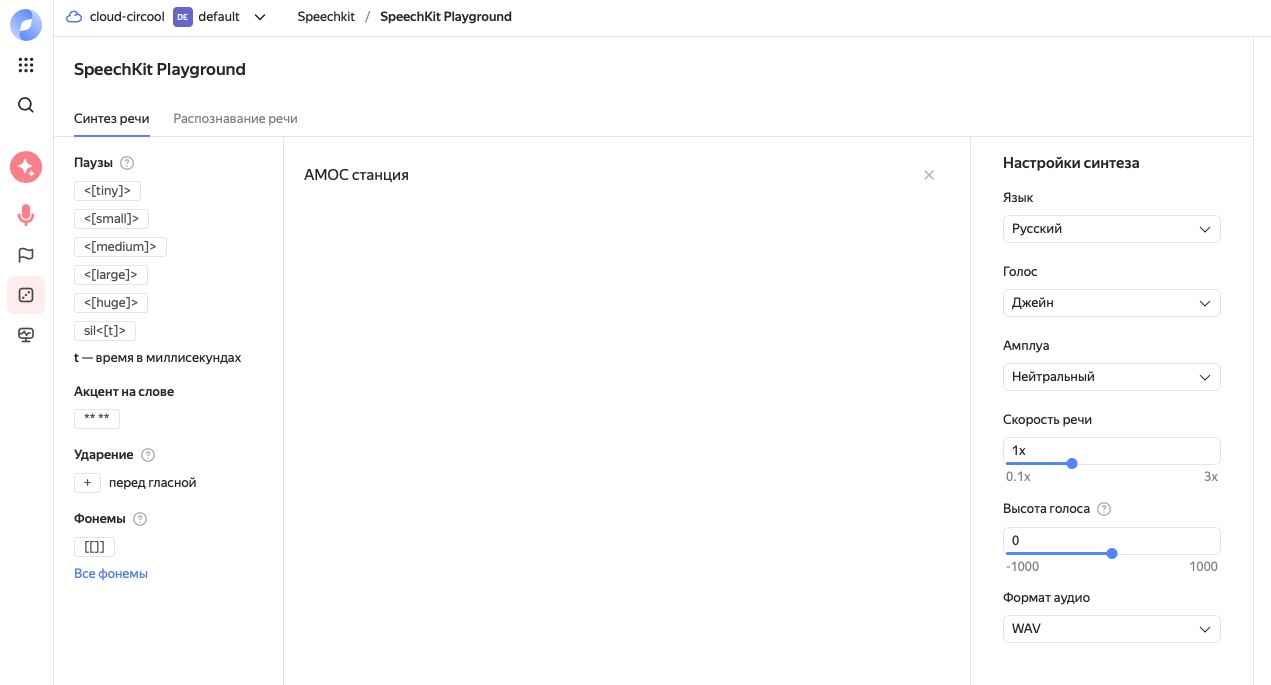 cloud-circool DE default Speechkit / SpeechKit Playground
SpeechKit Playground
Синтез речи Распознавание речи
Паузы ?
<[tiny]>
<[small]>
<[medium]>
<[large]>
<[huge]>
sil<[t]>
t — время в миллисекундах
Акцент на слове
** **
Ударение ?
+ перед гласной
Фонемы ?
[[]]
Все фонемы
АМОС станция
Настройки синтеза
Язык
Русский
Голос
Джейн
Амплуа
Нейтральный
Скорость речи
1x
0.1x 3x
Высота голоса ?
0
-1000 1000
Формат аудио
WAV